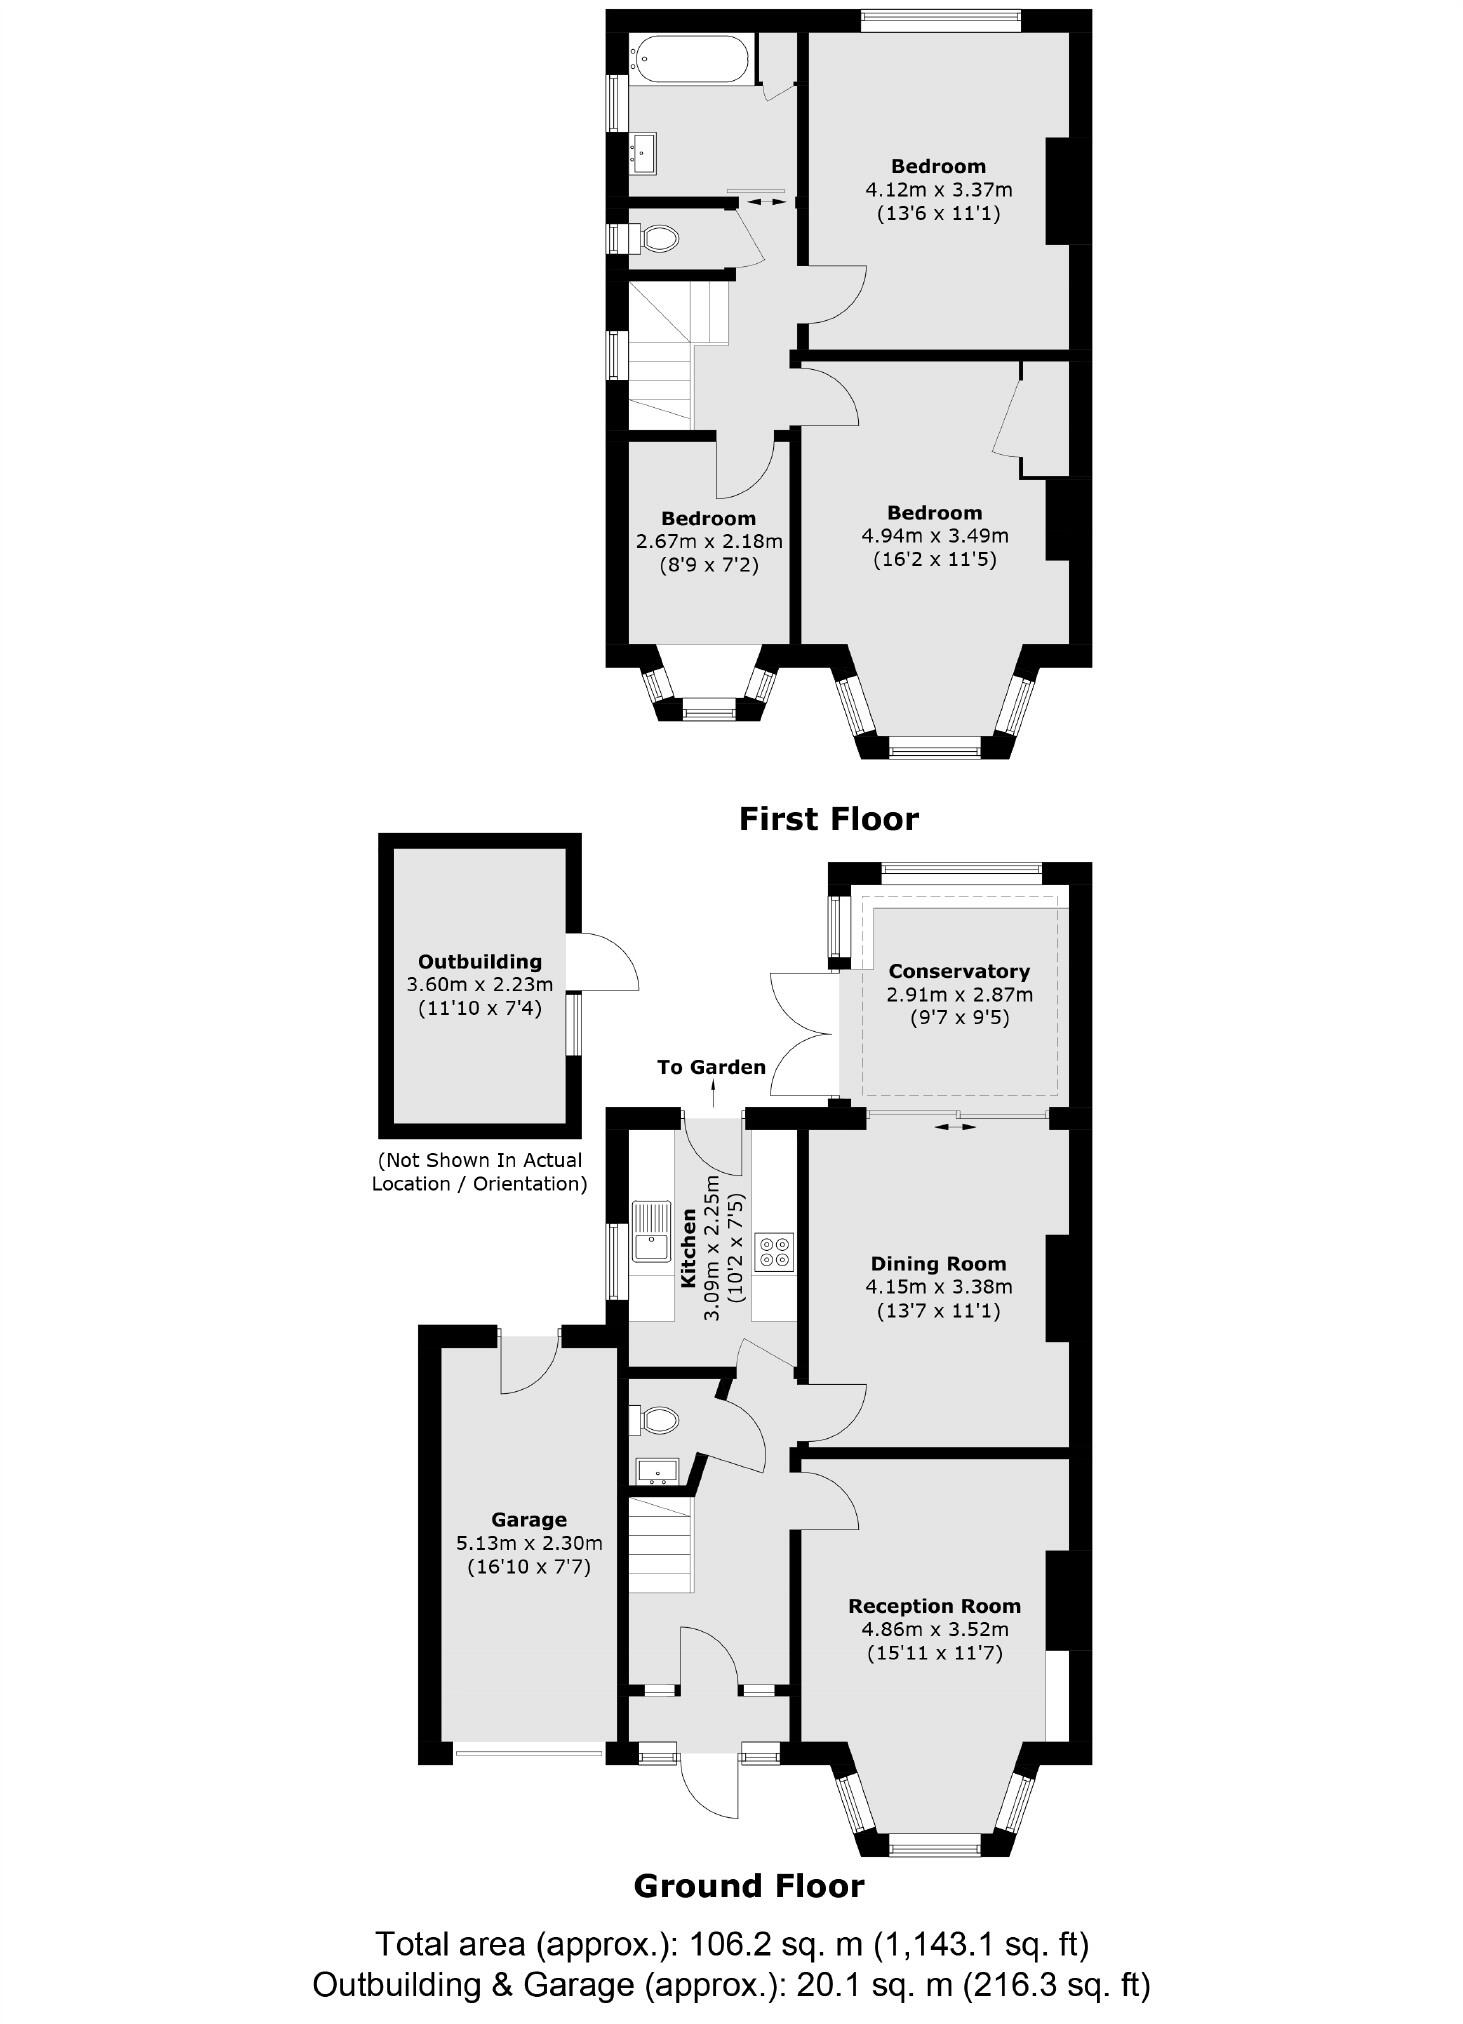 Bedroom
4.12m x 3.37m
(13'6 x 11'1)
Bedroom
4.94m x 3.49m
(16'2 x 11'5)
Bedroom
2.67m x 2.18m
(8'9 x 7'2)
First Floor
Outbuilding
3.60m x 2.23m
(11'10 x 7'4)
(Not Shown In Actual
Location / Orientation)
Conservatory
2.91m x 2.87m
(9'7 x 9'5)
To Garden
Kitchen
3.09m x 2.25m
(10'2 x 7'5)
Dining Room
4.15m x 3.38m
(13'7 x 11'1)
Garage
5.13m x 2.30m
(16'10 x 7'7)
Reception Room
4.86m x 3.52m
(15'11 x 11'7)
Ground Floor
Total area (approx.): 106.2 sq. m (1,143.1 sq. ft)
Outbuilding & Garage (approx.): 20.1 sq. m (216.3 sq. ft)